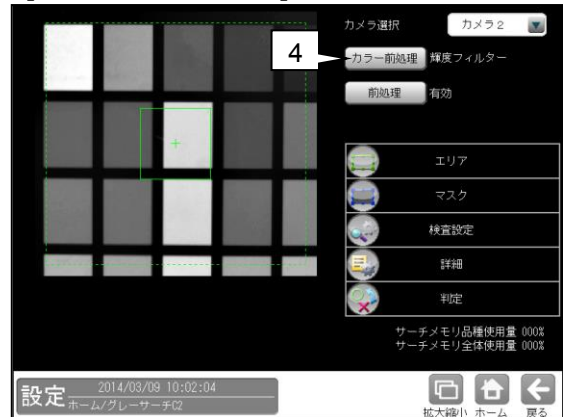 カメラ選択 カメラ2
4
カラー前処理 輝度フィルター
前処理 有効
エリア
マスク
検査設定
詳細
判定
サーチメモリ品種使用量 000%
サーチメモリ全体使用量 000%
設定 2014/03/09 10:02:04
ホーム/グレーサーチC2
拡大縮小 ホーム 戻る